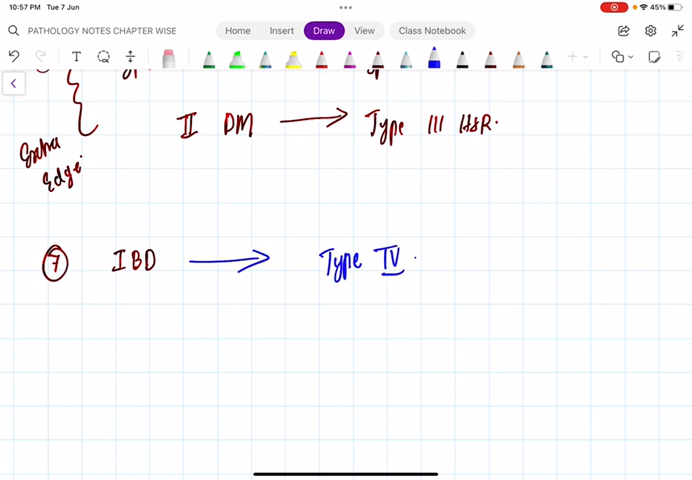 10:57 PM Tue 7 Jun
45%
PATHOLOGY NOTES CHAPTER WISE
Home Insert Draw View Class Notebook
II DM → Type III HSR.
Extra
Edge
7 IBD → Type IV.